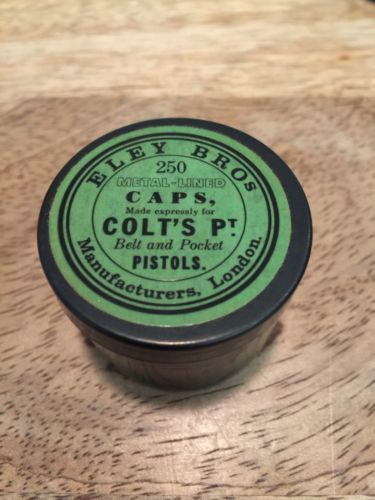 ELEY BROS
250
METAL-LINED
CAPS,
Made expressly for
COLT'S PT.
Belt and Pocket
PISTOLS.
Manufacturers, London.